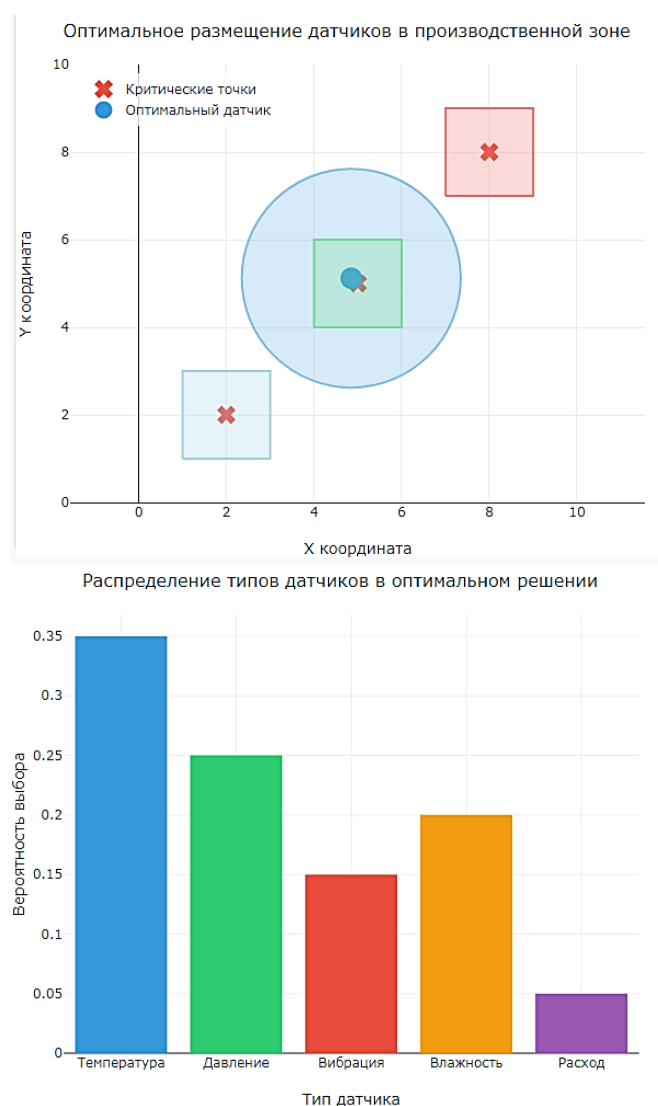 Оптимальное размещение датчиков в производственной зоне
Критические точки
Оптимальный датчик
Y координата
10
8
6
4
2
0
0 2 4 6 8 10
X координата
Распределение типов датчиков в оптимальном решении
Вероятность выбора
0.35
0.3
0.25
0.2
0.15
0.1
0.05
0
Температура Давление Вибрация Влажность Расход
Тип датчика